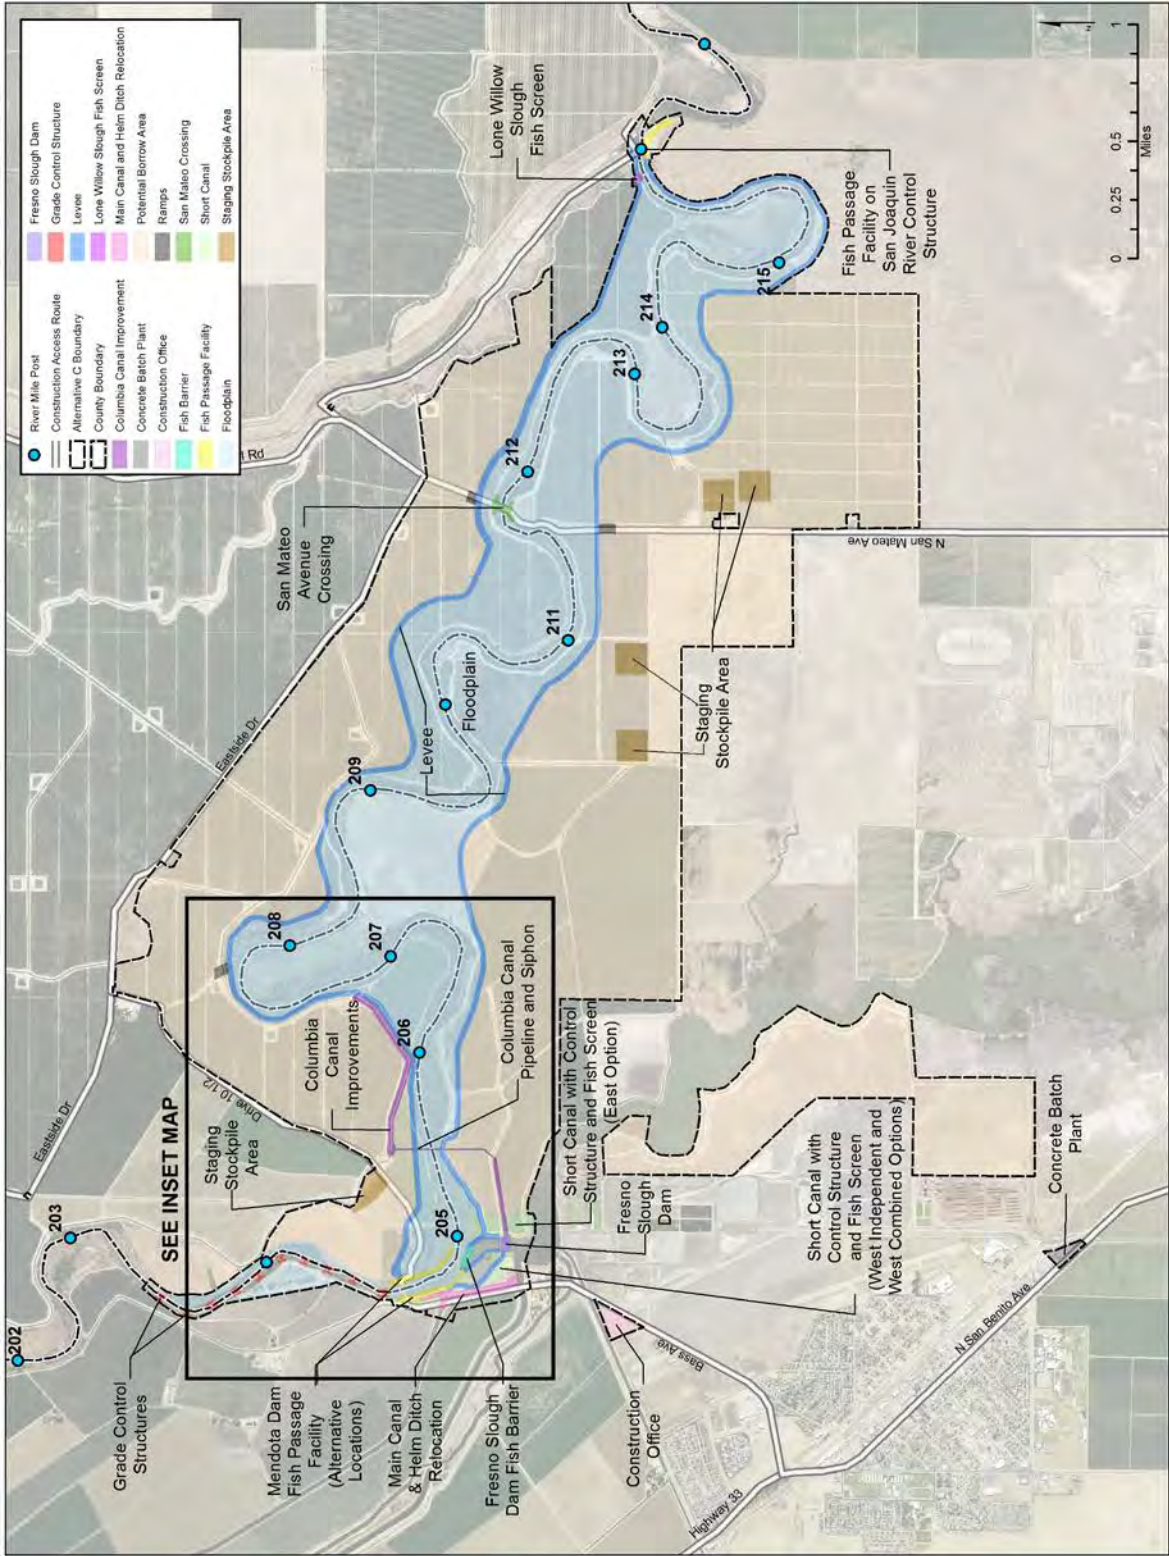 River Mile Post
Construction Access Route
Alternative C Boundary
County Boundary
Columbia Canal Improvement
Concrete Batch Plant
Construction Office
Fish Barrier
Fish Passage Facility
Floodplain
Fresno Slough Dam
Grade Control Structure
Levee
Lone Willow Slough Fish Screen
Main Canal and Helm Ditch Relocation
Potential Borrow Area
Ramps
San Mateo Crossing
Short Canal
Staging Stockpile Area
202
203
Eastside Dr
SEE INSET MAP
Grade Control
Structures
Staging
Stockpile
Area
Drive 10 1/2
Mendota Dam
Fish Passage
Facility
(Alternative
Locations)
Main Canal
& Helm Ditch
Relocation
Fresno Slough
Dam Fish Barrier
Columbia
Canal
Improvements
205
206
207
208
209
Columbia Canal
Pipeline and Siphon
Short Canal with Control
Structure and Fish Screen
(East Option)
Fresno
Slough
Dam
Short Canal with
Control Structure
and Fish Screen
(West Independent and
West Combined Options)
Construction
Office
Concrete Batch
Plant
Highway 33
Bass Ave
N San Benito Ave
Eastside Dr
Levee
Floodplain
211
San Mateo
Avenue
Crossing
212
213
214
215
Rd
Staging
Stockpile Area
N San Mateo Ave
Lone Willow
Slough
Fish Screen
Fish Passage
Facility on
San Joaquin
River Control
Structure
0
0.25
0.5
1
Miles